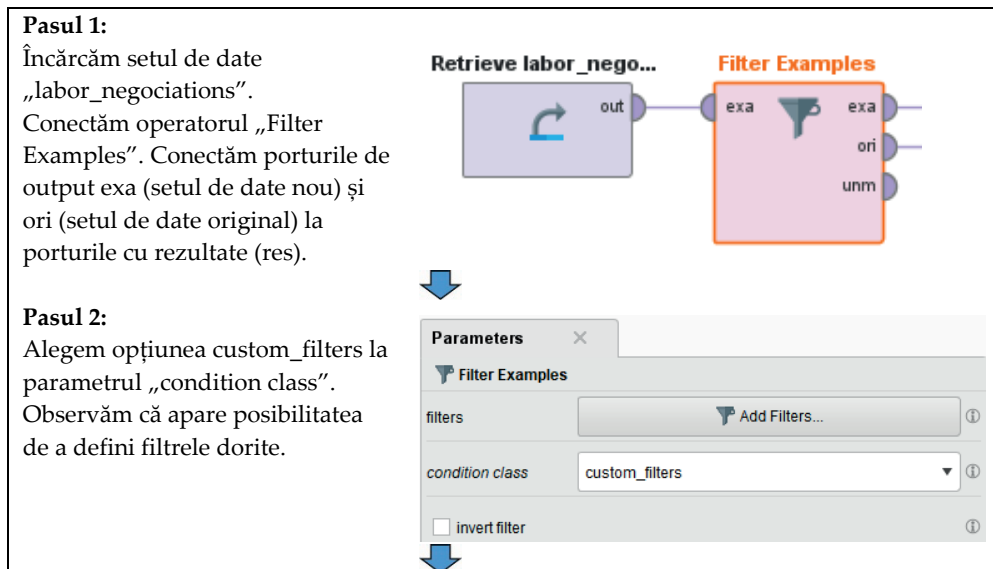 Pasul 1:
Încărcăm setul de date
„labor_negociations”.
Conectăm operatorul „Filter
Examples”. Conectăm porturile de
output exa (setul de date nou) și
ori (setul de date original) la
porturile cu rezultate (res).
Retrieve labor_nego...
out
Filter Examples
exa
exa
ori
unm
Pasul 2:
Alegem opțiunea custom_filters la
parametrul „condition class”.
Observăm că apare posibilitatea
de a defini filtrele dorite.
Parameters
Filter Examples
filters
Add Filters...
condition class
custom_filters
invert filter